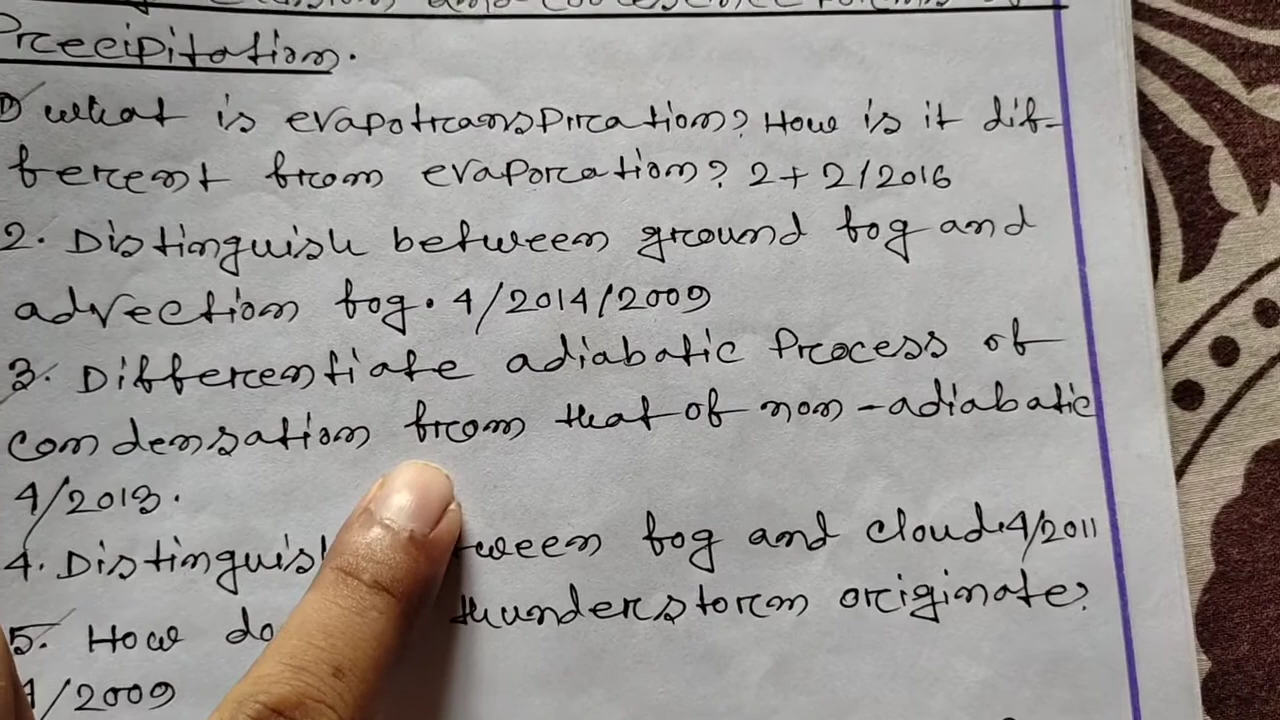 Precipitation.
1) What is evapotranspiration? How is it dif-
ferent from evaporation? 2+2/2016
2. Distinguish between ground fog and
advection fog. 4/2014/2009
3. Differentiate adiabatic process of
condensation from that of non-adiabatic
4/2013.
4. Distinguish fog and cloud. 4/2011
5. How do thunderstorm originate?
4/2009